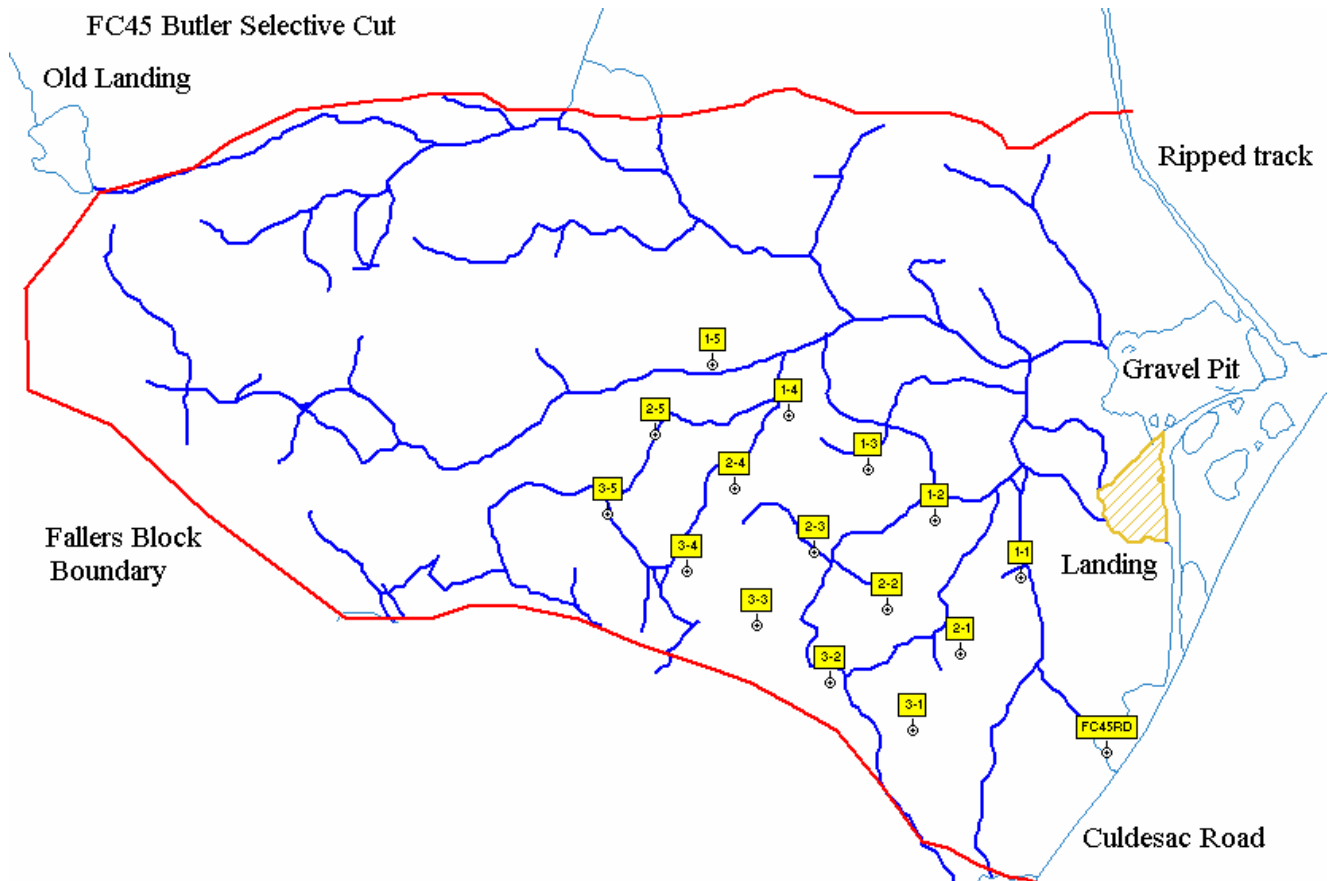 FC45 Butler Selective Cut
Old Landing
Ripped track
1-5
Gravel Pit
1-4
2-5
1-3
2-4
3-5
1-2
2-3
Fallers Block
Boundary
3-4
1-1
Landing
2-2
3-3
2-1
3-2
3-1
FC45RD
Culdesac Road